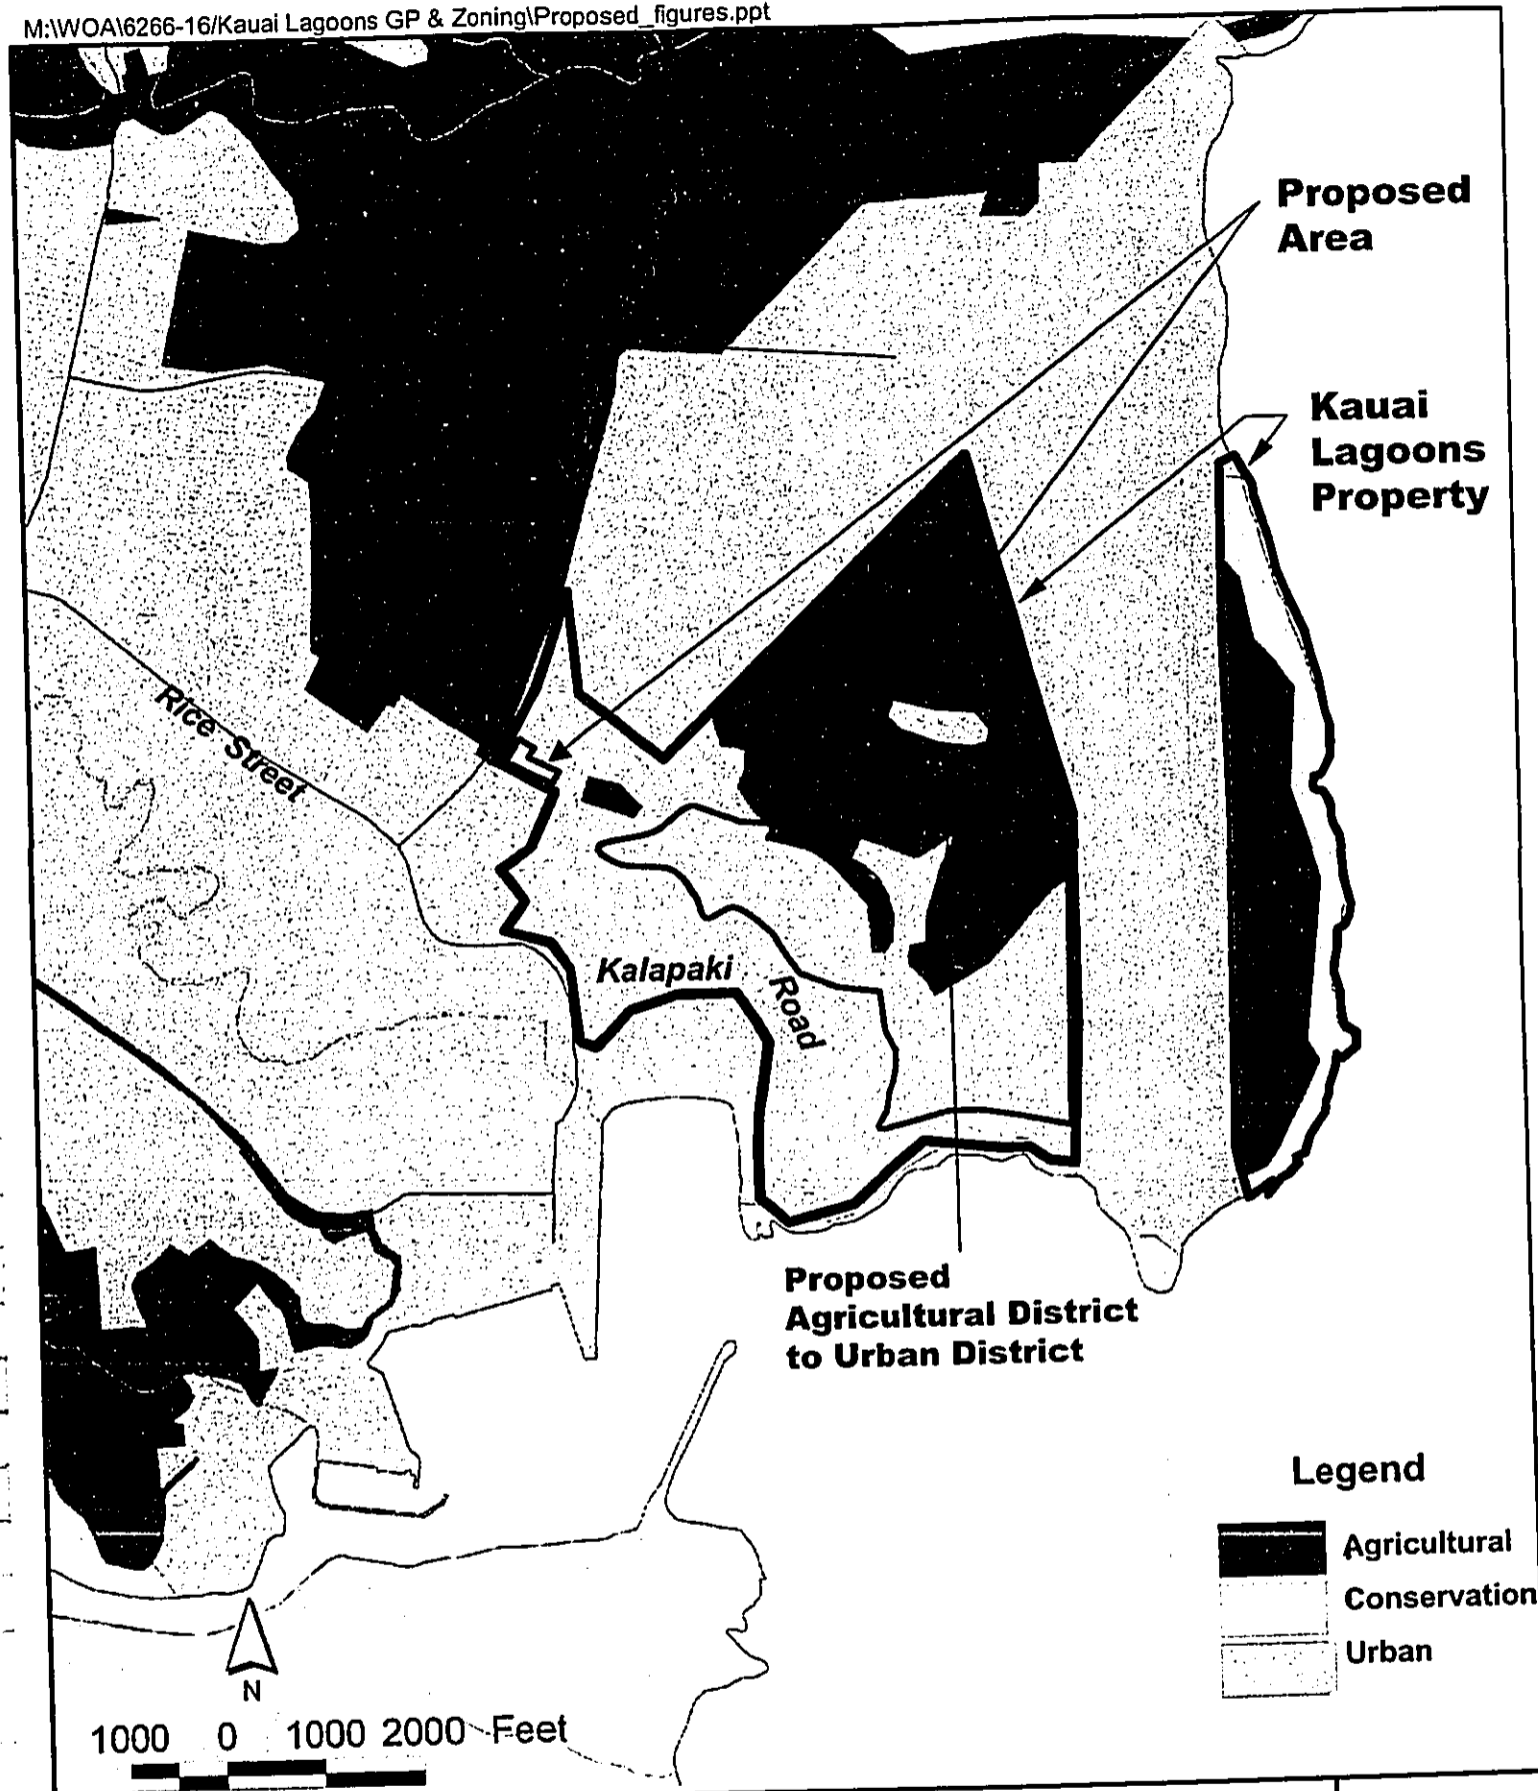 M:\WOA\6266-16/Kauai Lagoons GP & Zoning\Proposed_figures.ppt
Proposed
Area
Kauai
Lagoons
Property
Rice Street
Kalapaki
Road
Proposed
Agricultural District
to Urban District
Legend
Agricultural
Conservation
Urban
N
1000 0 1000 2000 Feet